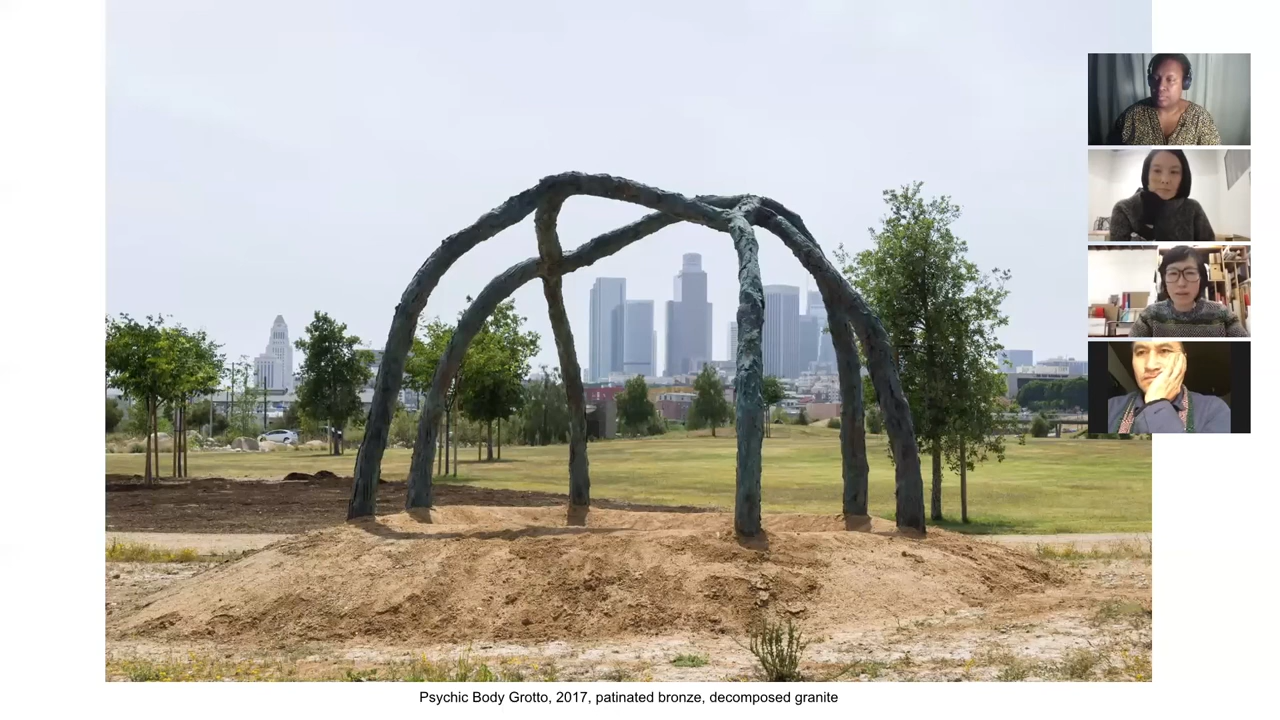 Psychic Body Grotto, 2017, patinated bronze, decomposed granite